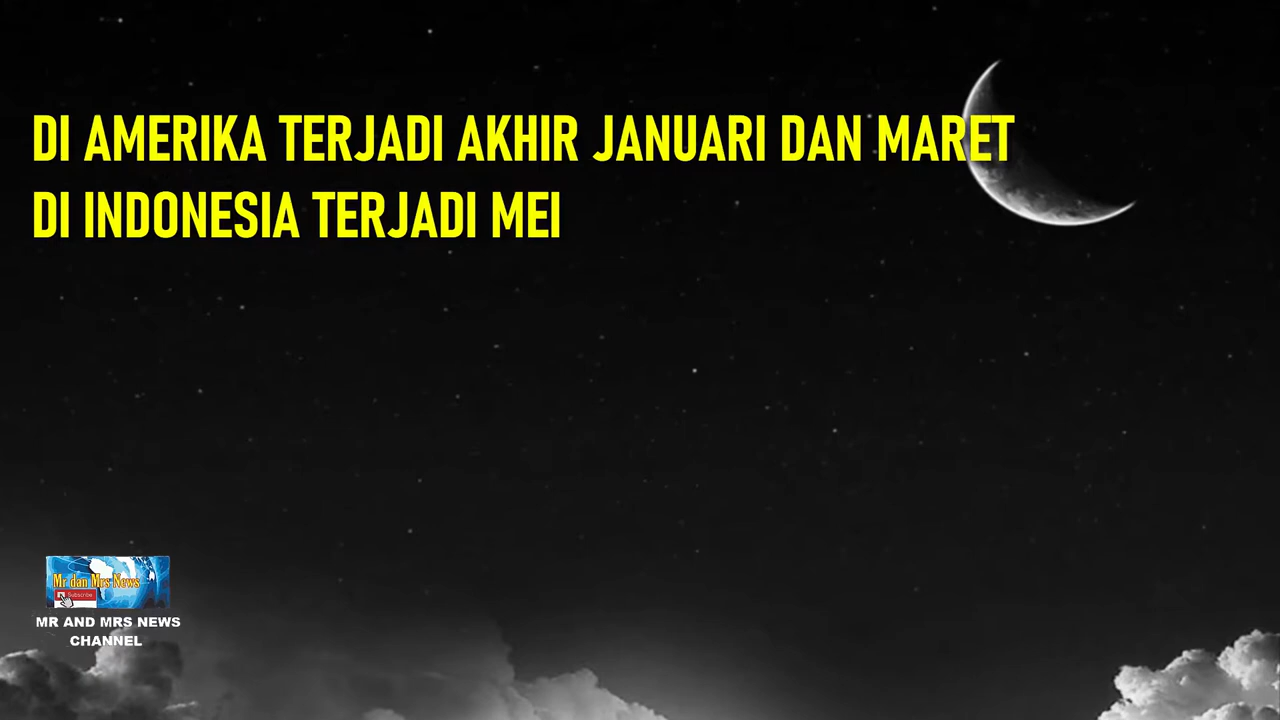 DI AMERIKA TERJADI AKHIR JANUARI DAN MARET
DI INDONESIA TERJADI MEI
Mr dan Mrs News
Subscribe
MR AND MRS NEWS
CHANNEL